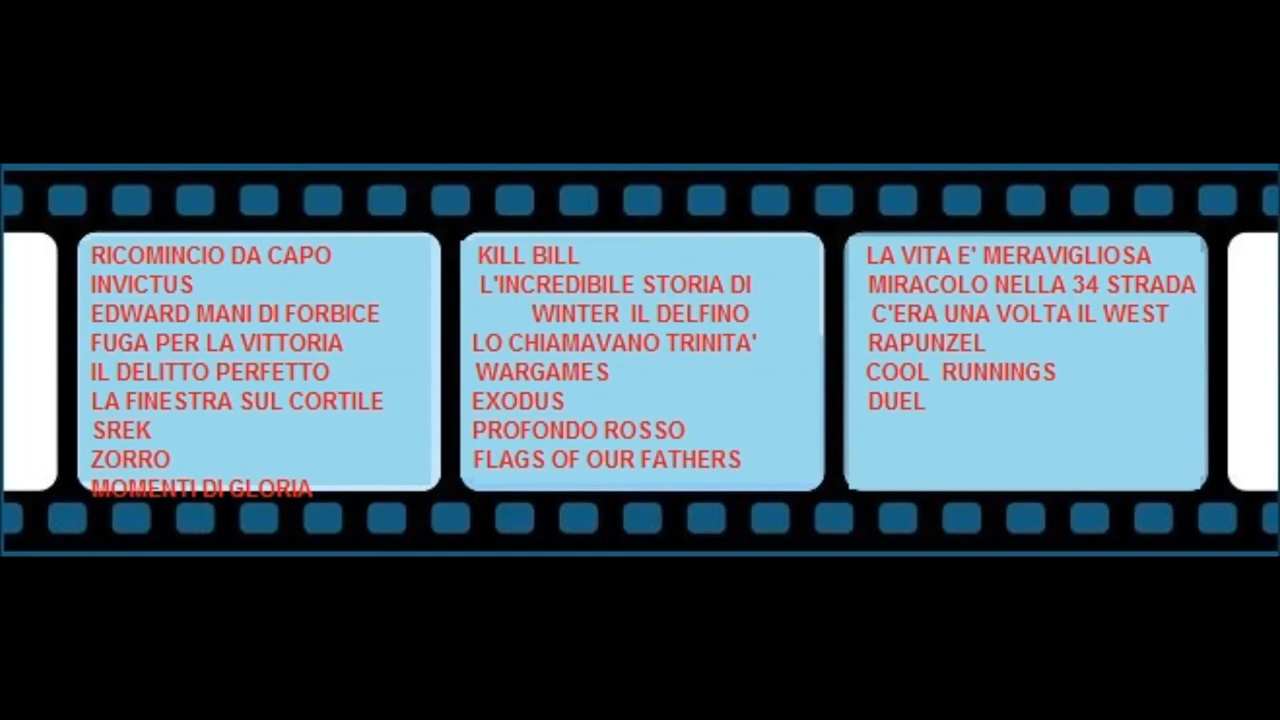 RICOMINCIO DA CAPO
INVICTUS
EDWARD MANI DI FORBICE
FUGA PER LA VITTORIA
IL DELITTO PERFETTO
LA FINESTRA SUL CORTILE
SREK
ZORRO
MOMENTI DI GLORIA
KILL BILL
L'INCREDIBILE STORIA DI
WINTER IL DELFINO
LO CHIAMAVANO TRINITA'
WARGAMES
EXODUS
PROFONDO ROSSO
FLAGS OF OUR FATHERS
LA VITA E' MERAVIGLIOSA
MIRACOLO NELLA 34 STRADA
C'ERA UNA VOLTA IL WEST
RAPUNZEL
COOL RUNNINGS
DUEL